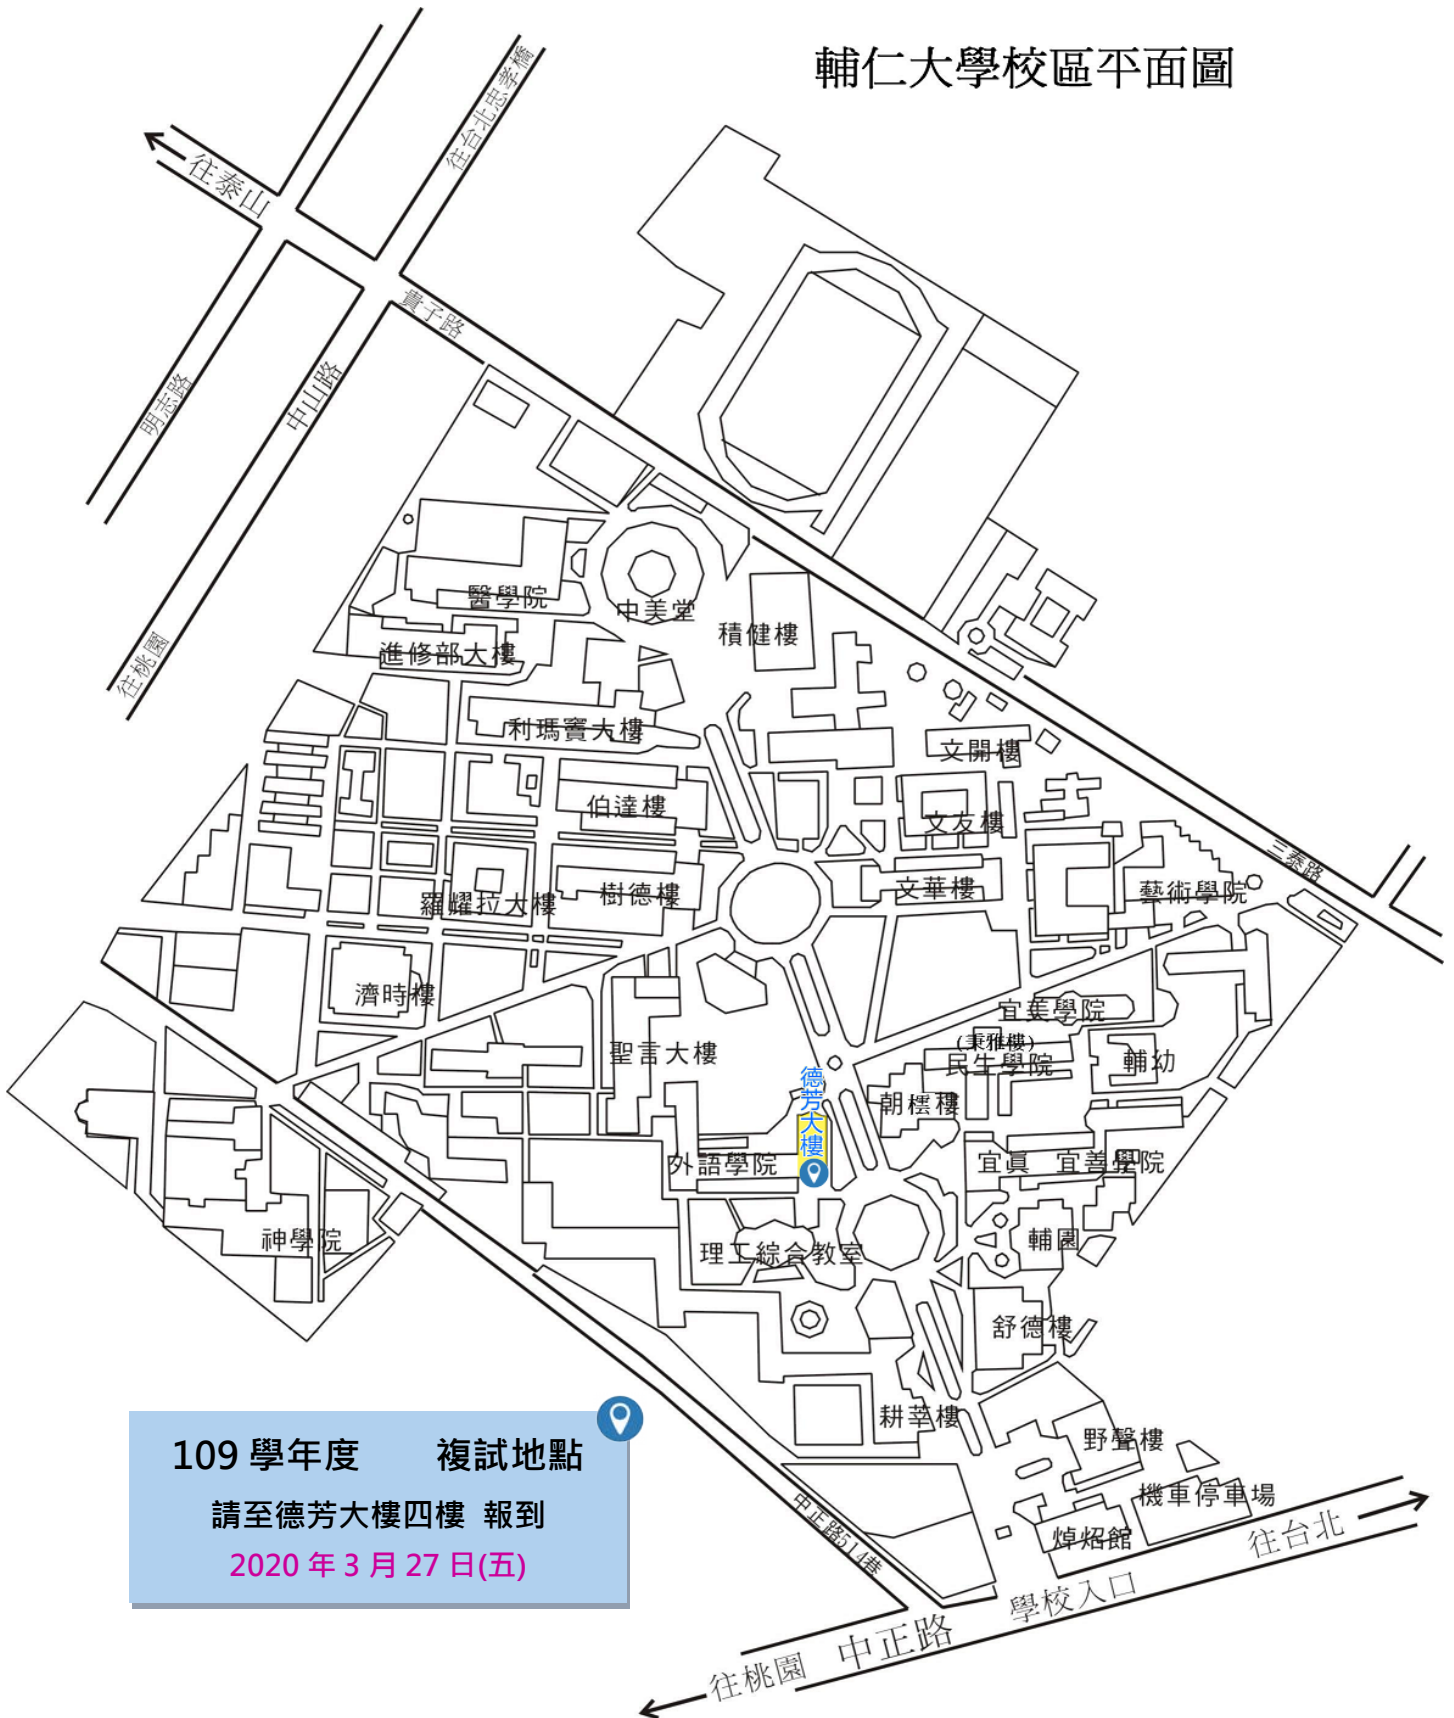 輔仁大學校區平面圖
往台北忠孝橋
往泰山
貴子路
明志路
中山路
往桃園
醫學院
中美堂
積健樓
進修部大樓
利瑪竇大樓
文開樓
伯達樓
文友樓
三泰路
羅耀拉大樓
樹德樓
文華樓
藝術學院
濟時樓
宜美學院
(秉雅樓)
聖言大樓
民生學院
輔幼
德芳大樓
朝橒樓
外語學院
宜真
宜善學院
神學院
理工綜合教室
輔園
舒德樓
耕莘樓
野聲樓
109 學年度 複試地點
請至德芳大樓四樓 報到
2020 年 3 月 27 日(五)
機車停車場
中正路514巷
焯炤館
往台北
學校入口
中正路
往桃園